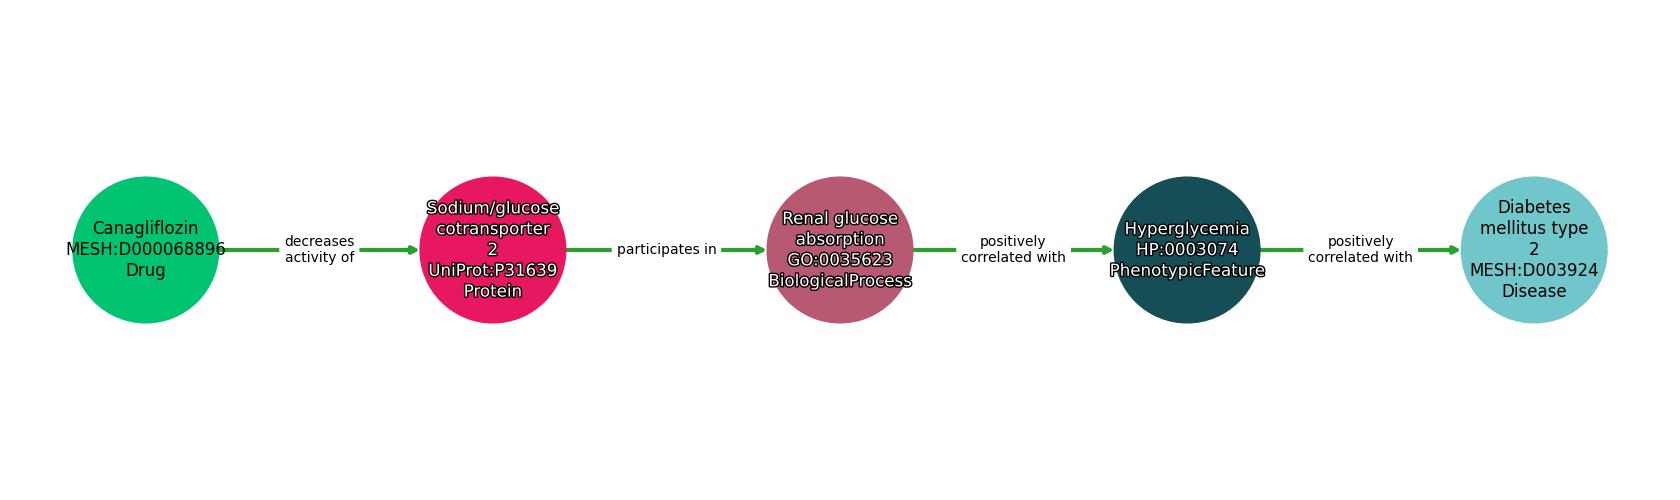 Canagliflozin
MESH:D000068896
Drug
decreases
activity of
Sodium/glucose
cotransporter
2
UniProt:P31639
Protein
participates in
Renal glucose
absorption
GO:0035623
BiologicalProcess
positively
correlated with
Hyperglycemia
HP:0003074
PhenotypicFeature
positively
correlated with
Diabetes
mellitus type
2
MESH:D003924
Disease